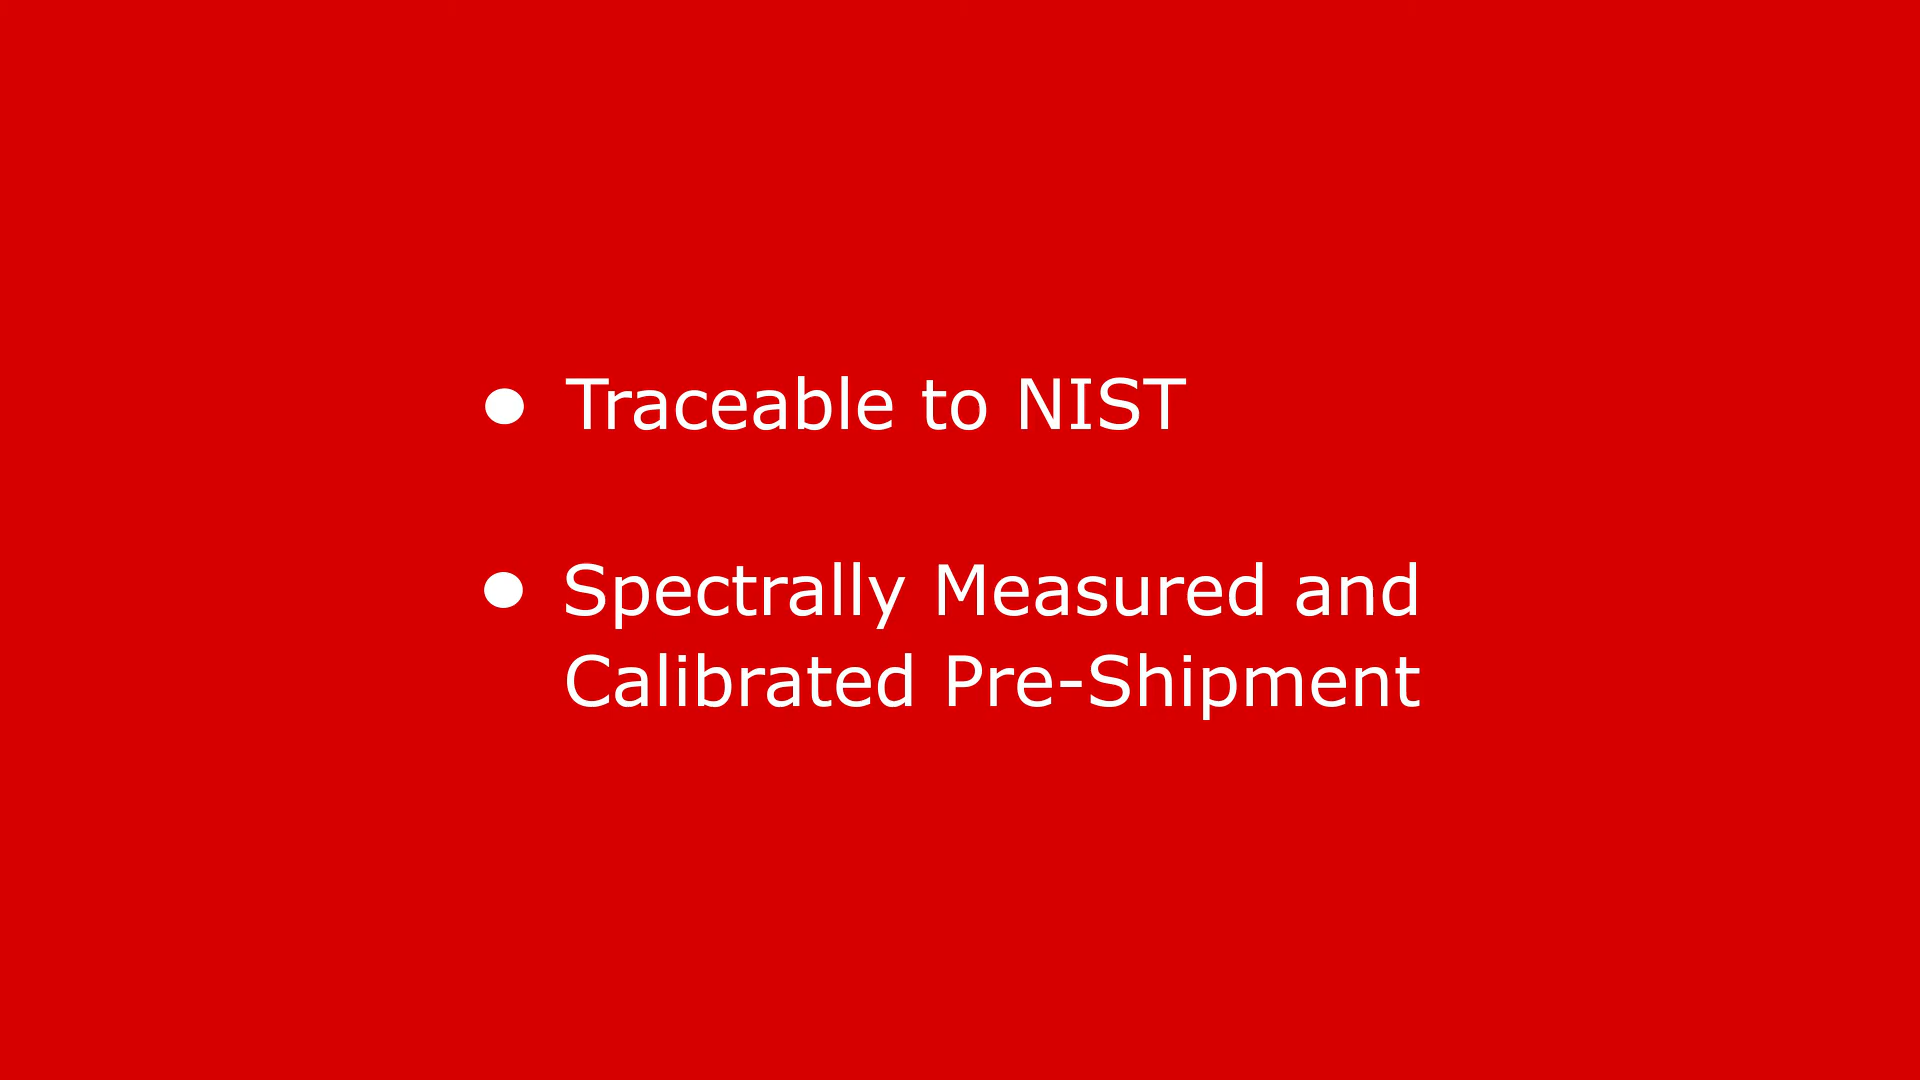 ● Traceable to NIST
● Spectrally Measured and
Calibrated Pre-Shipment